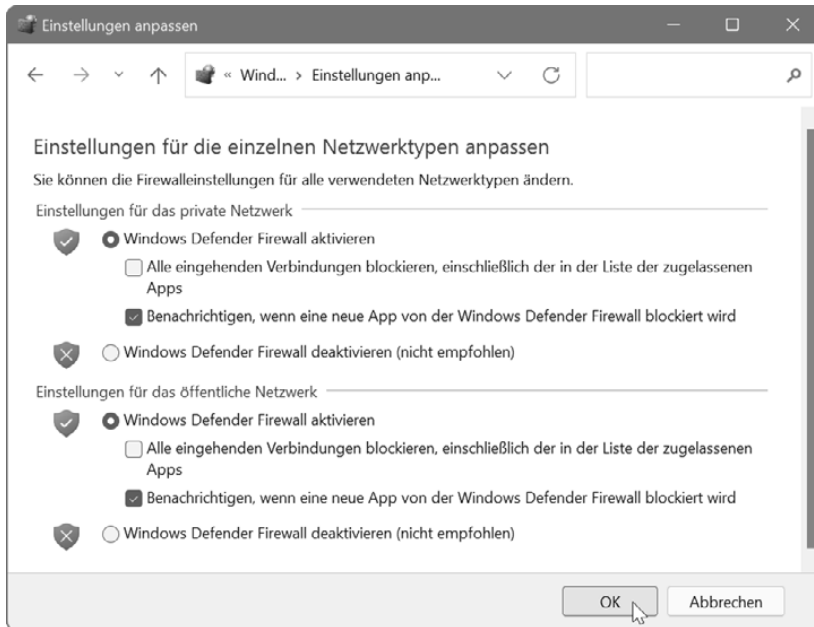 Einstellungen anpassen
« Wind... > Einstellungen anp...
Einstellungen für die einzelnen Netzwerktypen anpassen
Sie können die Firewalleinstellungen für alle verwendeten Netzwerktypen ändern.
Einstellungen für das private Netzwerk
Windows Defender Firewall aktivieren
Alle eingehenden Verbindungen blockieren, einschließlich der in der Liste der zugelassenen
Apps
Benachrichtigen, wenn eine neue App von der Windows Defender Firewall blockiert wird
Windows Defender Firewall deaktivieren (nicht empfohlen)
Einstellungen für das öffentliche Netzwerk
Windows Defender Firewall aktivieren
Alle eingehenden Verbindungen blockieren, einschließlich der in der Liste der zugelassenen
Apps
Benachrichtigen, wenn eine neue App von der Windows Defender Firewall blockiert wird
Windows Defender Firewall deaktivieren (nicht empfohlen)
OK Abbrechen